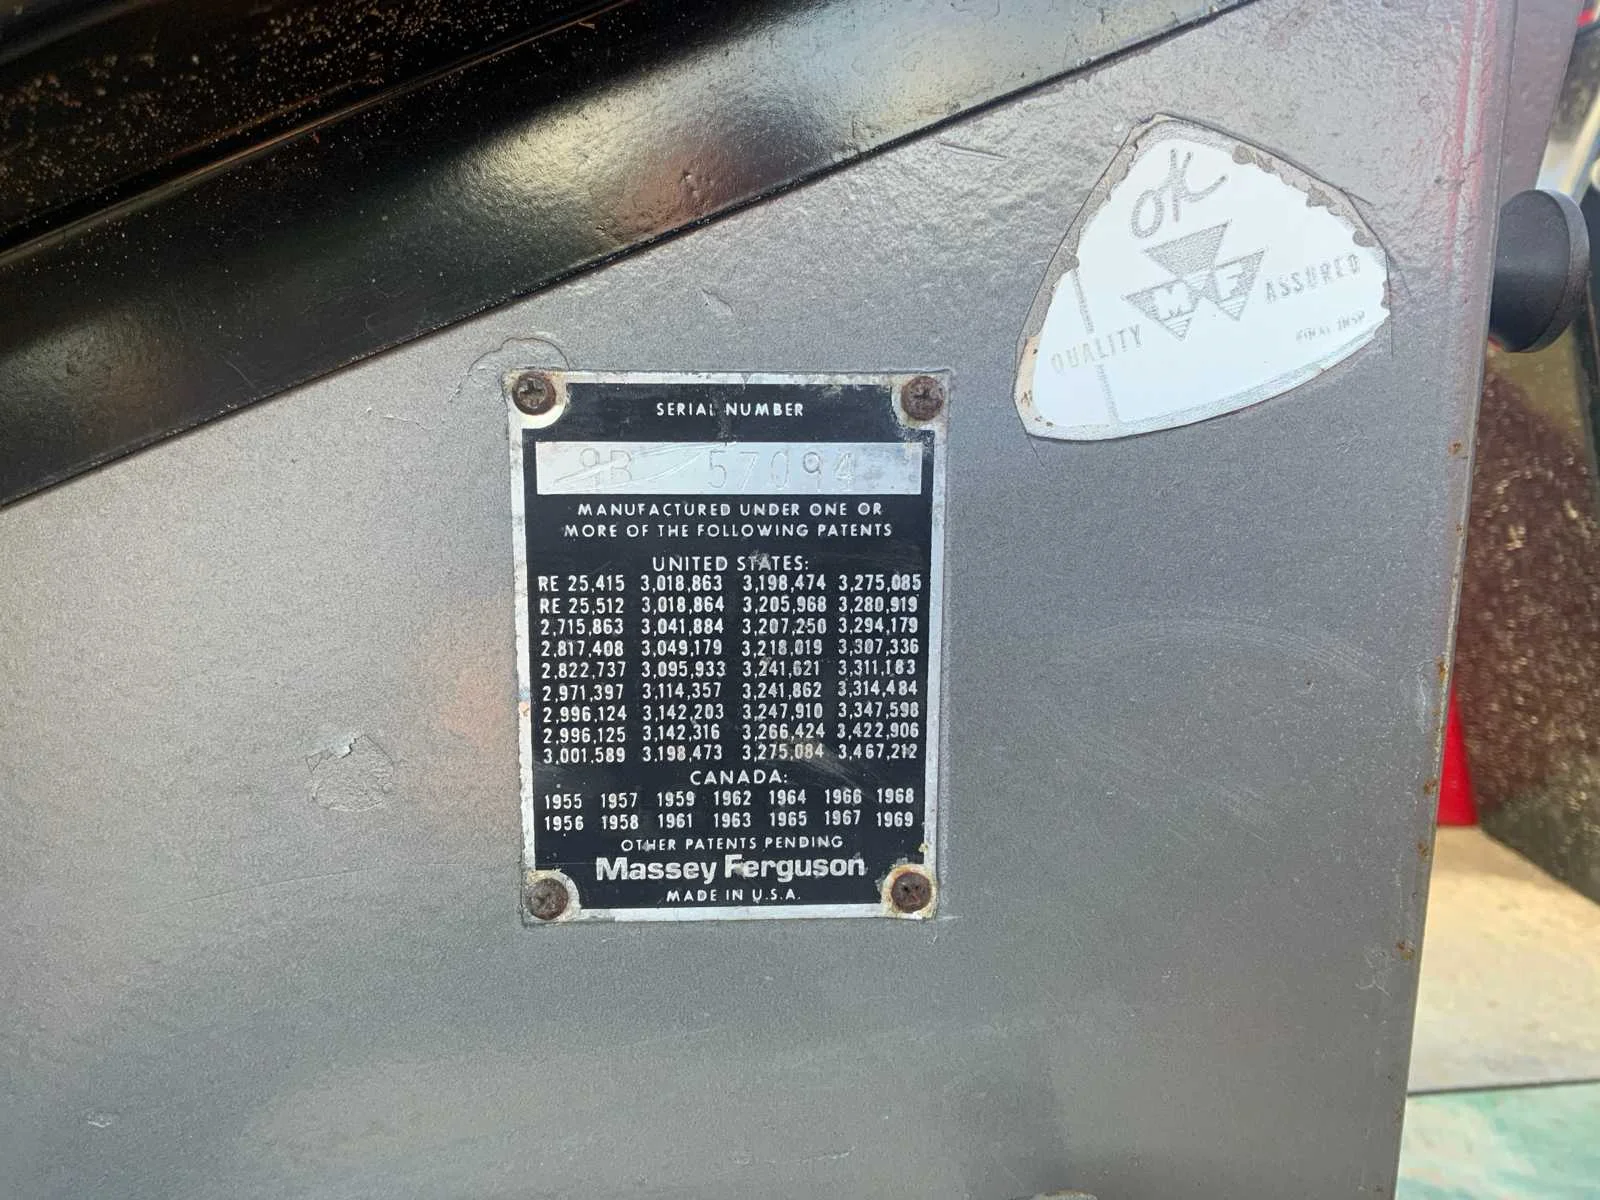 OK
MF
QUALITY ASSURED
FINAL INSP
SERIAL NUMBER
9B 57094
MANUFACTURED UNDER ONE OR
MORE OF THE FOLLOWING PATENTS
UNITED STATES:
RE 25,415 3,018,863 3,198,474 3,275,085
RE 25,512 3,018,864 3,205,968 3,280,919
2,715,863 3,041,884 3,207,250 3,294,179
2,817,408 3,049,179 3,218,019 3,307,336
2,822,737 3,095,933 3,241,621 3,311,183
2,971,397 3,114,357 3,241,862 3,314,484
2,996,124 3,142,203 3,247,910 3,347,598
2,996,125 3,142,316 3,266,424 3,422,906
3,001,589 3,198,473 3,275,084 3,467,212
CANADA:
1955 1957 1959 1962 1964 1966 1968
1956 1958 1961 1963 1965 1967 1969
OTHER PATENTS PENDING
Massey Ferguson
MADE IN U.S.A.